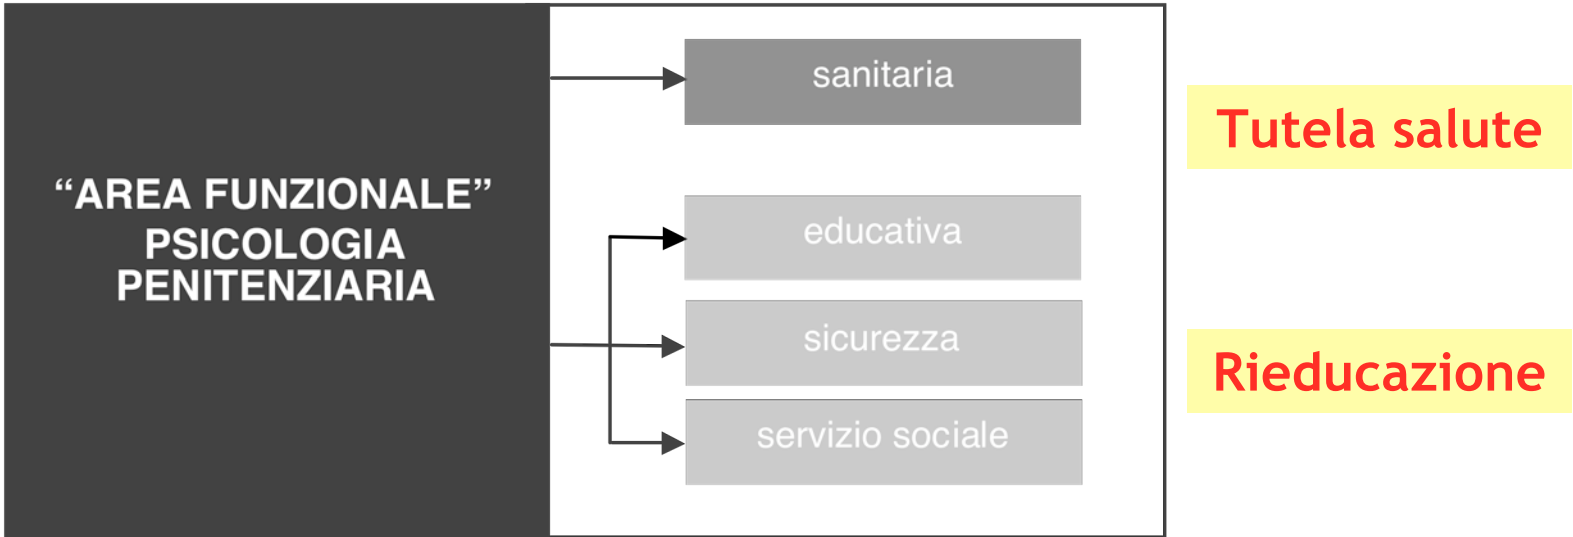 “AREA FUNZIONALE”
PSICOLOGIA
PENITENZIARIA
sanitaria
educativa
sicurezza
servizio sociale
Tutela salute
Rieducazione